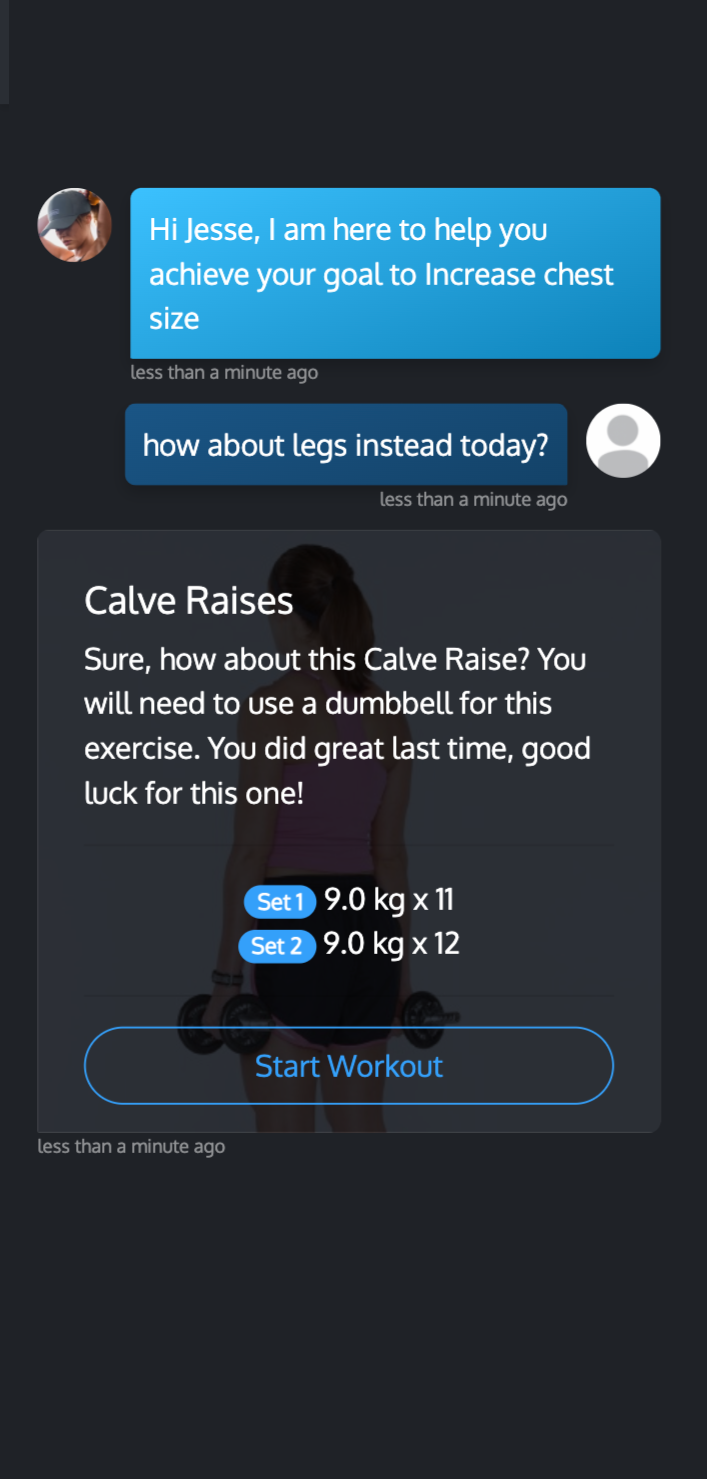 Hi Jesse, I am here to help you
achieve your goal to Increase chest
size
less than a minute ago
how about legs instead today?
less than a minute ago
Calve Raises
Sure, how about this Calve Raise? You
will need to use a dumbbell for this
exercise. You did great last time, good
luck for this one!
Set 1 9.0 kg x 11
Set 2 9.0 kg x 12
Start Workout
less than a minute ago